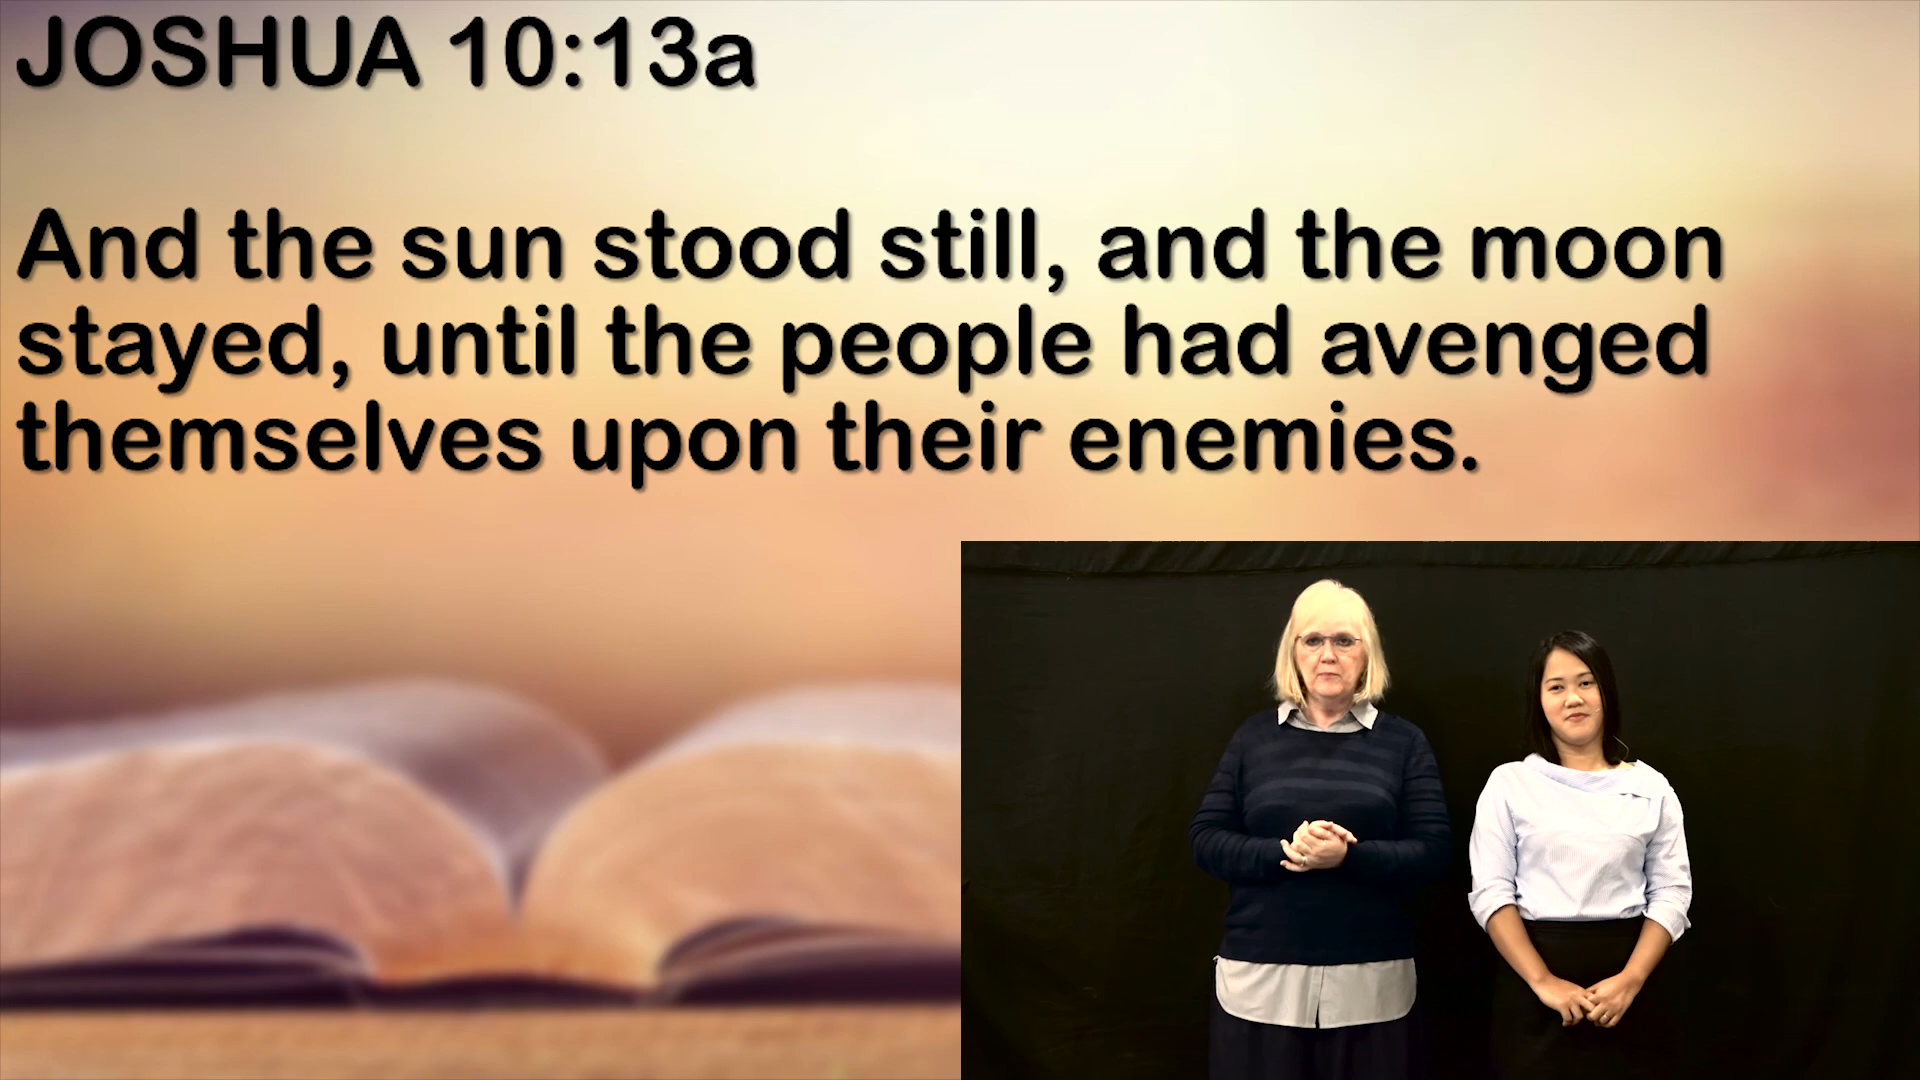 JOSHUA 10:13a
And the sun stood still, and the moon
stayed, until the people had avenged
themselves upon their enemies.